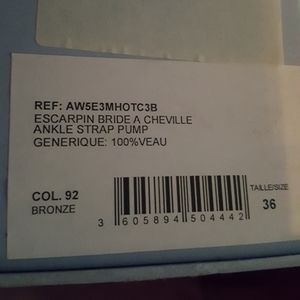 REF: AW5E3MHOTC3B
ESCARPIN BRIDE A CHEVILLE
ANKLE STRAP PUMP
GENERIQUE: 100%VEAU
COL. 92
BRONZE
TAILLE/SIZE
36
3 605894 504442